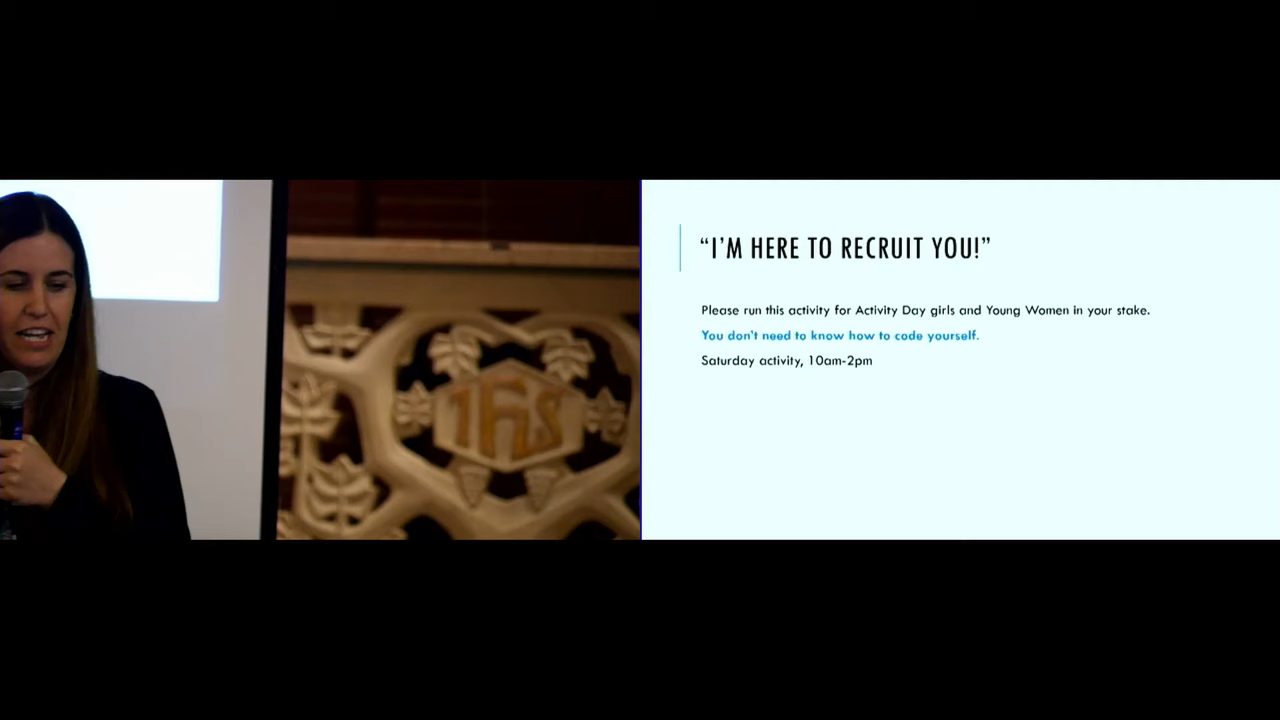 IHS
“I’M HERE TO RECRUIT YOU!”
Please run this activity for Activity Day girls and Young Women in your stake.
You don’t need to know how to code yourself.
Saturday activity, 10am-2pm